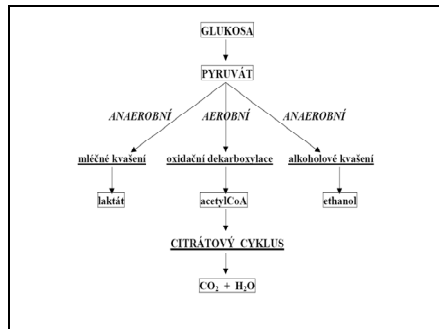 GLUKOSA
PYRUVÁT
ANAEROBNÍ AEROBNÍ ANAEROBNÍ
mléčné kvašení oxidační dekarboxylace alkoholové kvašení
laktát acetylCoA ethanol
CITRÁTOVÝ CYKLUS
CO₂ + H₂O